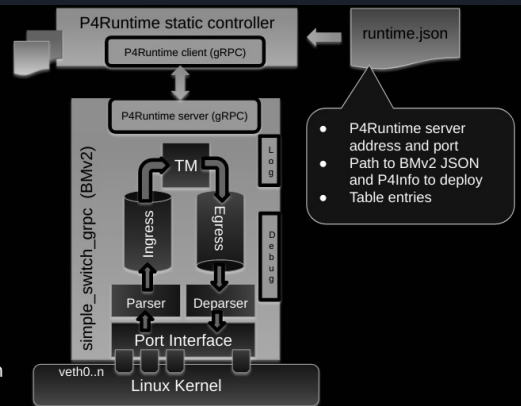 P4Runtime static controller
P4Runtime client (gRPC)
runtime.json
P4Runtime server (gRPC)
● P4Runtime server
address and port
● Path to BMv2 JSON
and P4Info to deploy
● Table entries
simple_switch_grpc (BMv2)
Log
TM
Ingress
Egress
Debug
Parser
Deparser
Port Interface
n
veth0..n
Linux Kernel